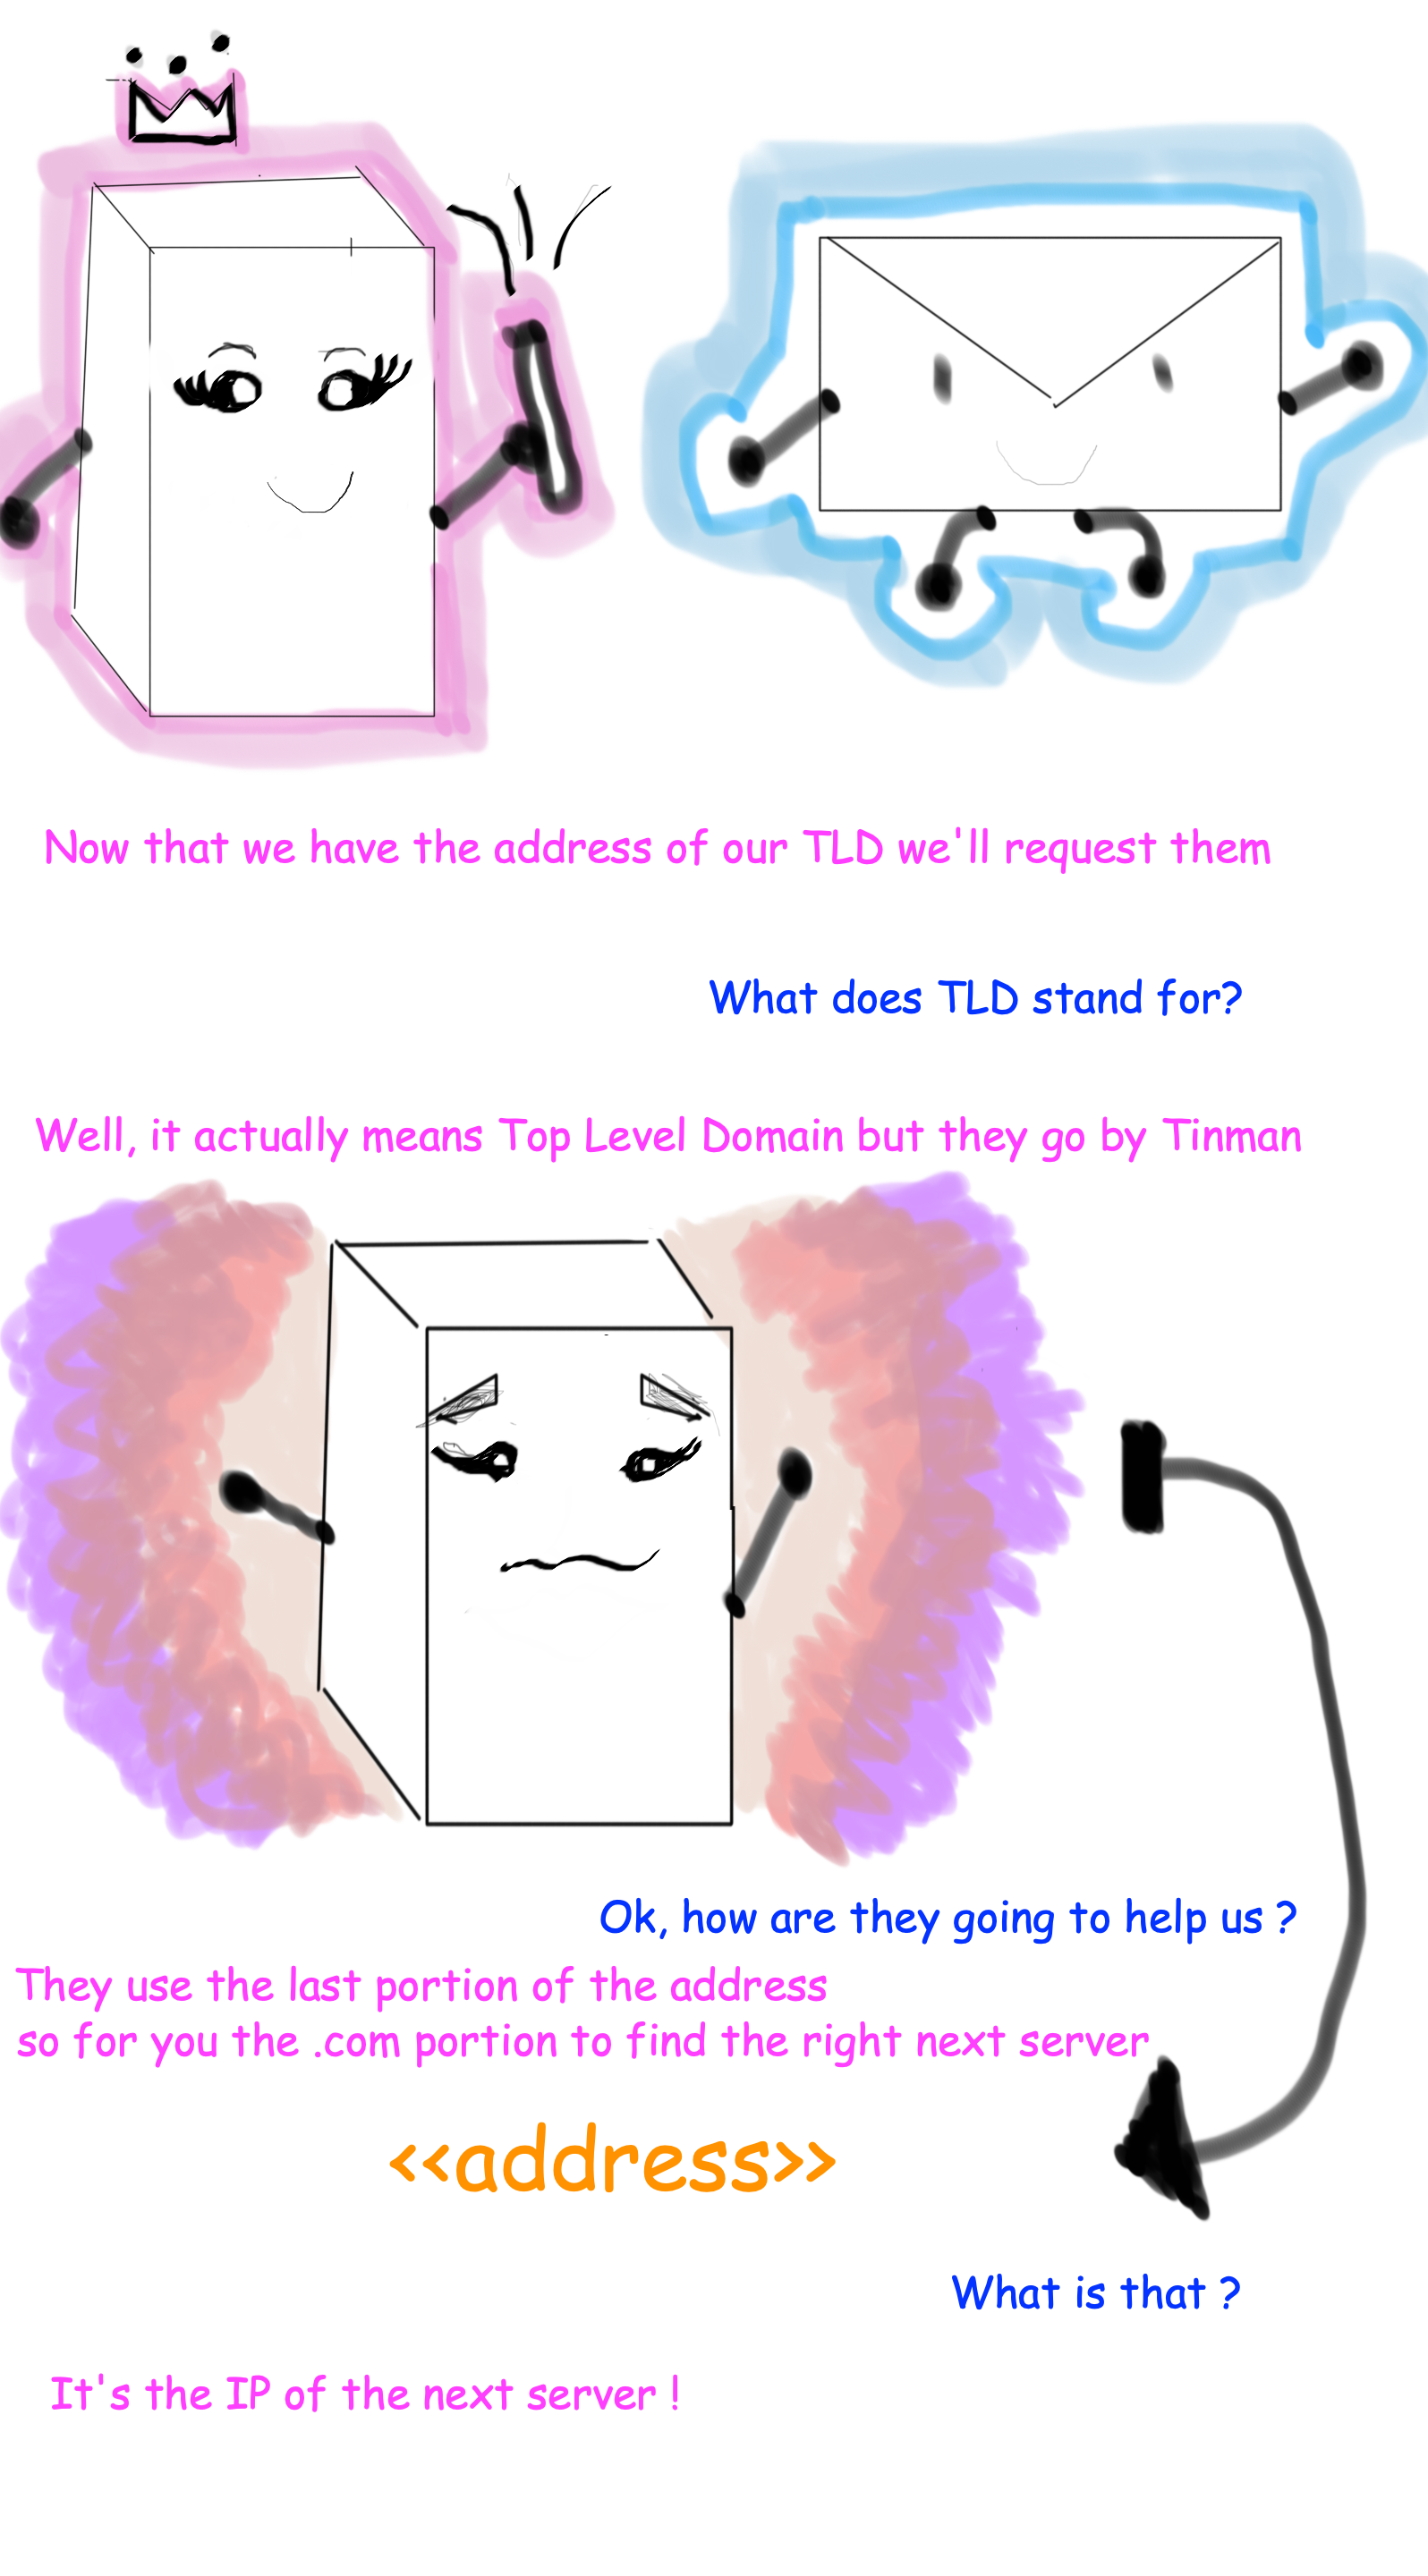 Now that we have the address of our TLD we'll request them
What does TLD stand for?
Well, it actually means Top Level Domain but they go by Tinman
Ok, how are they going to help us ?
They use the last portion of the address
so for you the .com portion to find the right next server
<<address>>
What is that ?
It's the IP of the next server !